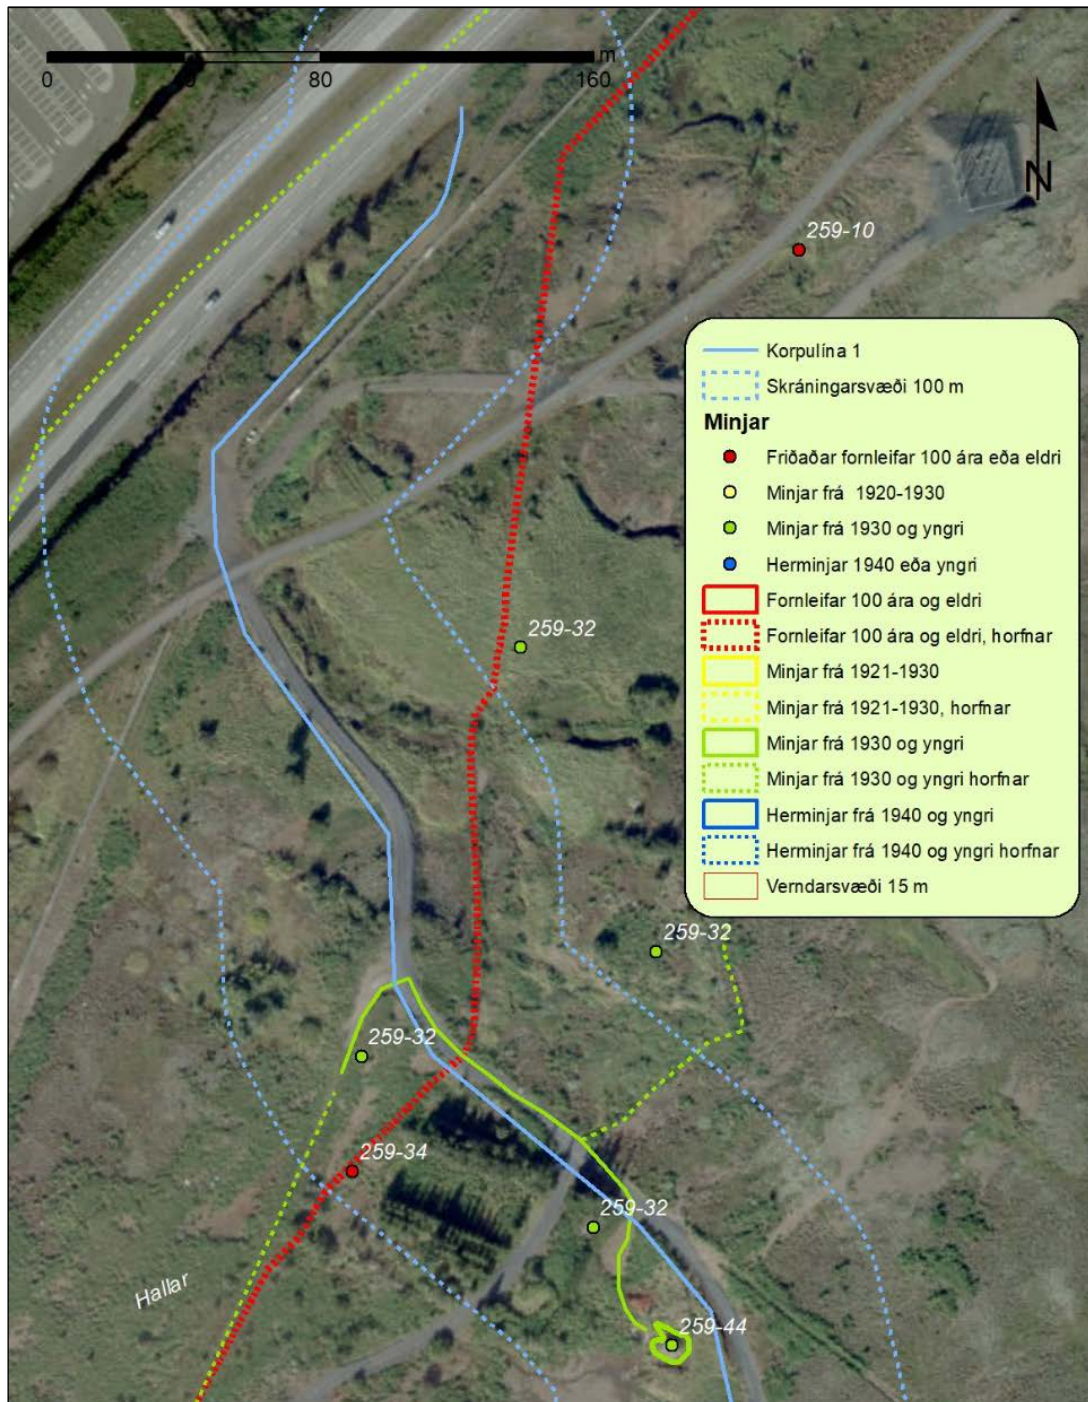 m
0 80 160
N
259-10
Korpulína 1
Skráningarsvæði 100 m
Minjar
Friðaðar fornleifar 100 ára eða eldri
Minjar frá 1920-1930
Minjar frá 1930 og yngri
Herminjar 1940 eða yngri
Fornleifar 100 ára og eldri
Fornleifar 100 ára og eldri, horfnar
Minjar frá 1921-1930
Minjar frá 1921-1930, horfnar
Minjar frá 1930 og yngri
Minjar frá 1930 og yngri horfnar
Herminjar frá 1940 og yngri
Herminjar frá 1940 og yngri horfnar
Verndarsvæði 15 m
259-32
259-32
259-32
259-34
259-32
Hallar
259-44